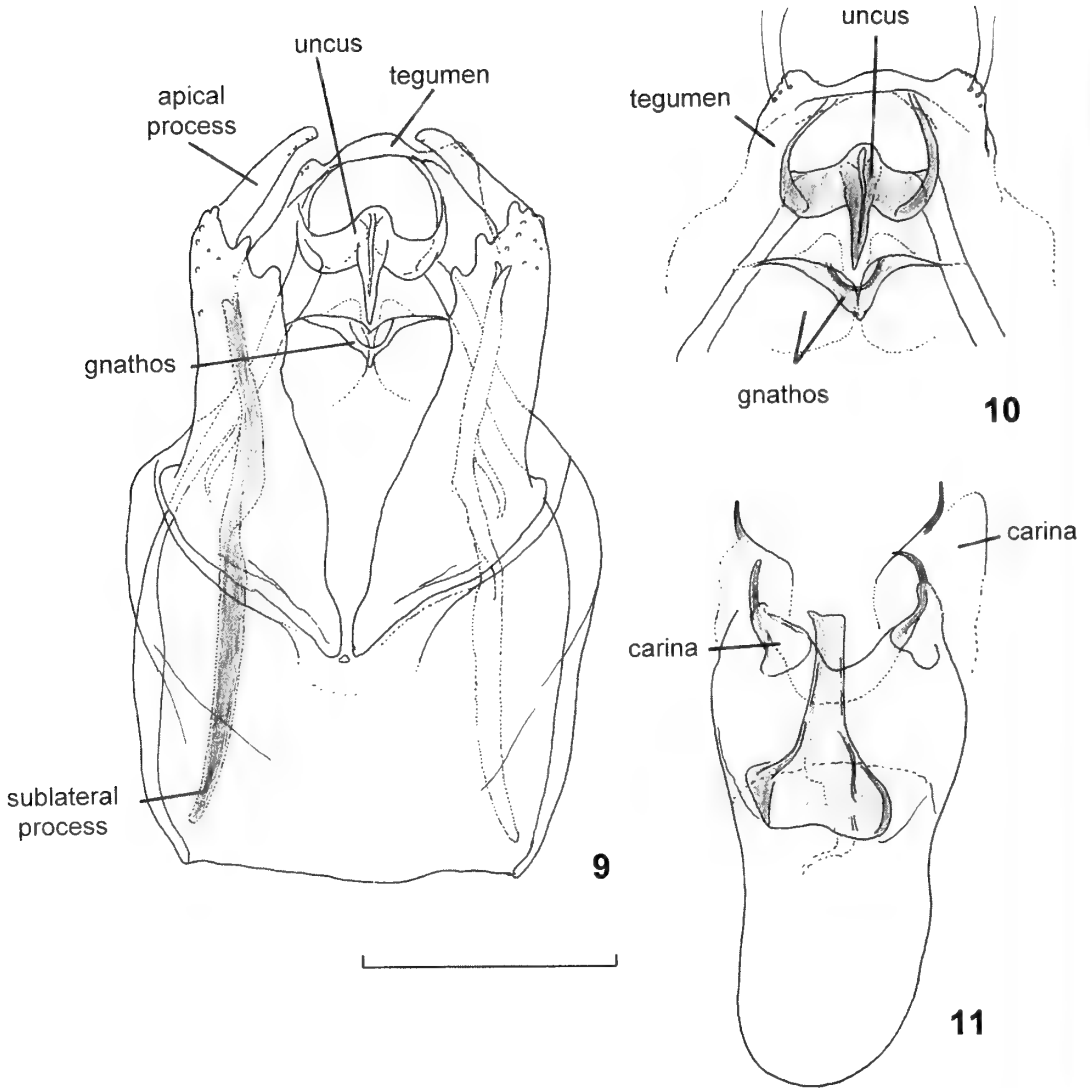 uncus
tegumen
apical
process
gnathos
sublateral
process
9
uncus
tegumen
gnathos
10
carina
carina
11